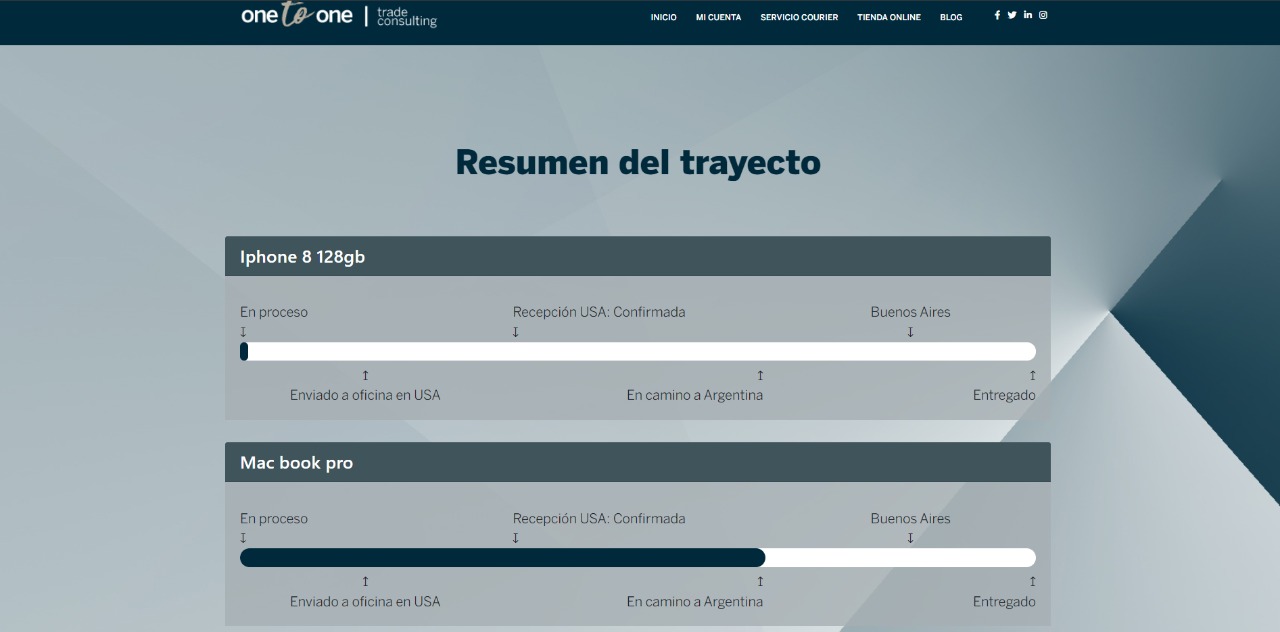 one to one | trade consulting
INICIO MI CUENTA SERVICIO COURIER TIENDA ONLINE BLOG
Resumen del trayecto
Iphone 8 128gb
En proceso Recepción USA: Confirmada Buenos Aires
Enviado a oficina en USA En camino a Argentina Entregado
Mac book pro
En proceso Recepción USA: Confirmada Buenos Aires
Enviado a oficina en USA En camino a Argentina Entregado